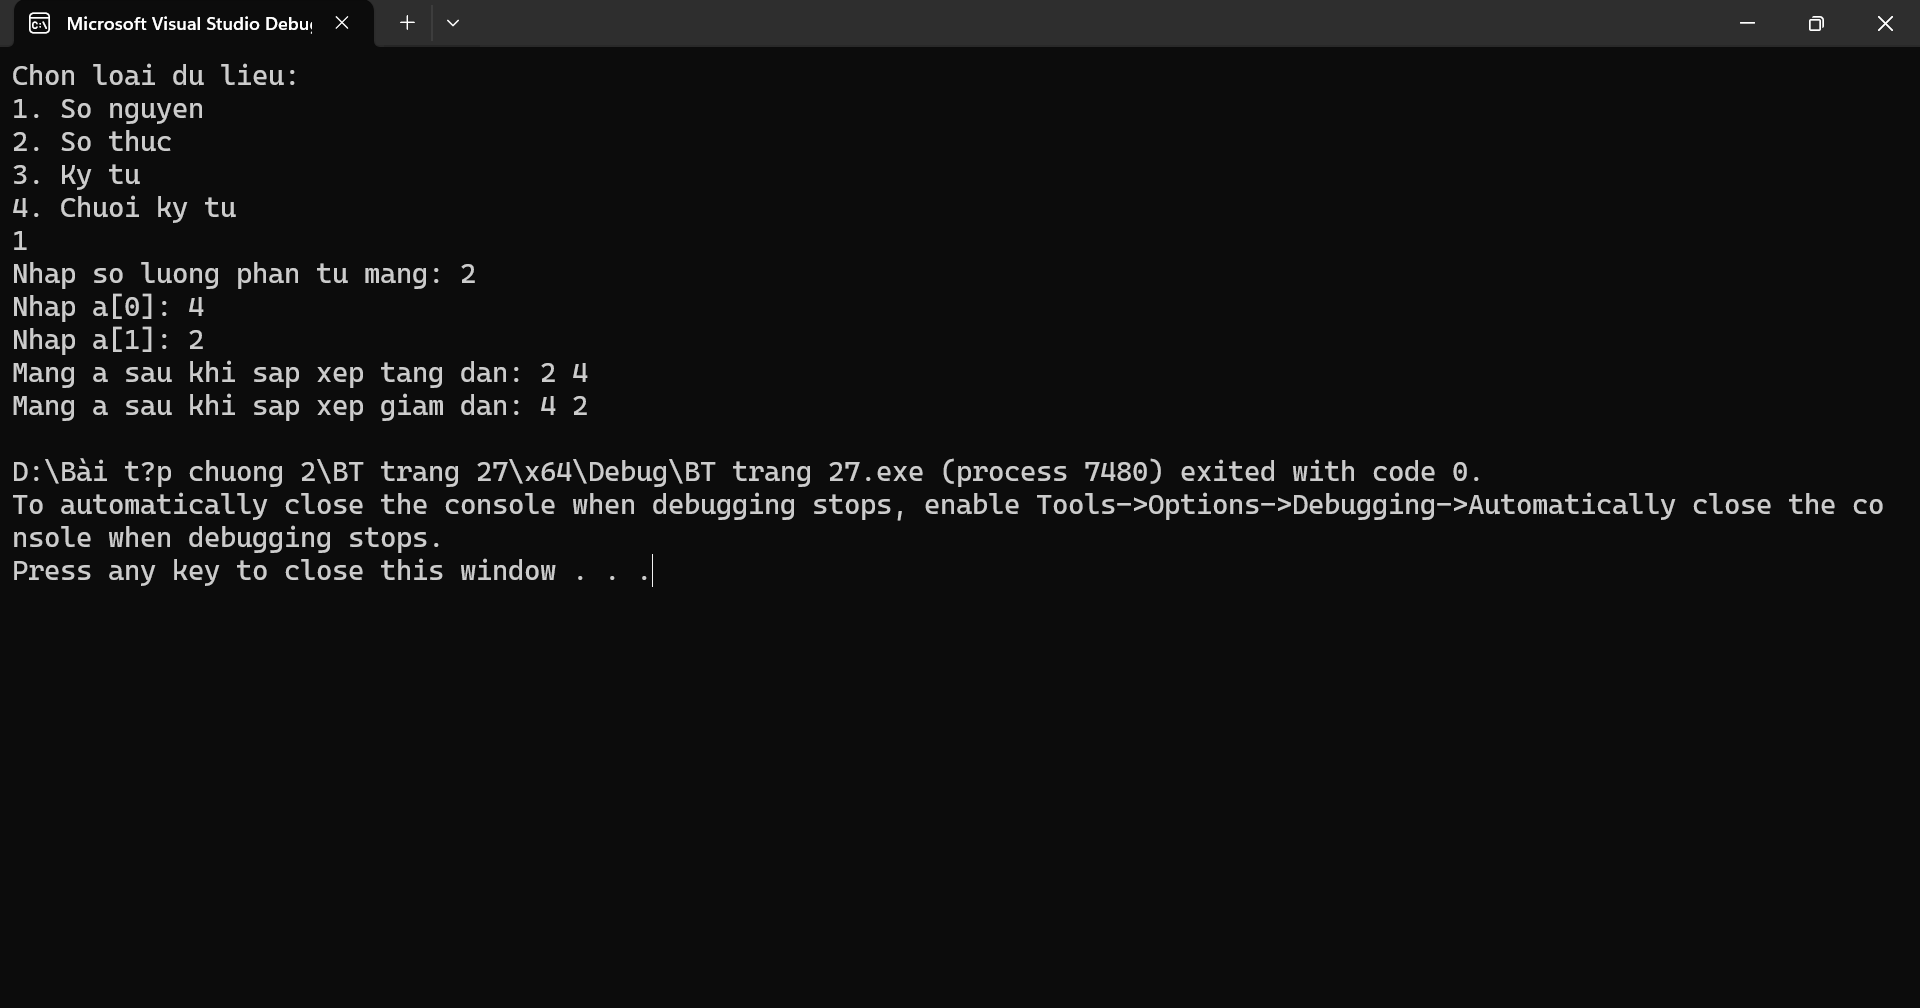 Microsoft Visual Studio Debu
Chon loai du lieu:
1. So nguyen
2. So thuc
3. Ky tu
4. Chuoi ky tu
1
Nhap so luong phan tu mang: 2
Nhap a[0]: 4
Nhap a[1]: 2
Mang a sau khi sap xep tang dan: 2 4
Mang a sau khi sap xep giam dan: 4 2
D:\Bài t?p chuong 2\BT trang 27\x64\Debug\BT trang 27.exe (process 7480) exited with code 0.
To automatically close the console when debugging stops, enable Tools->Options->Debugging->Automatically close the co
nsole when debugging stops.
Press any key to close this window . . .